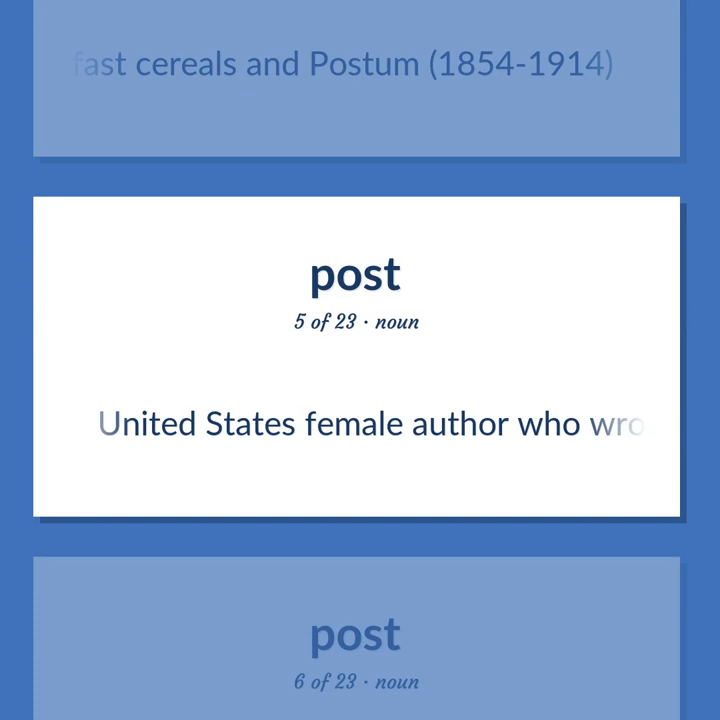 fast cereals and Postum (1854-1914)
post
5 of 23 · noun
United States female author who wro
post
6 of 23 · noun